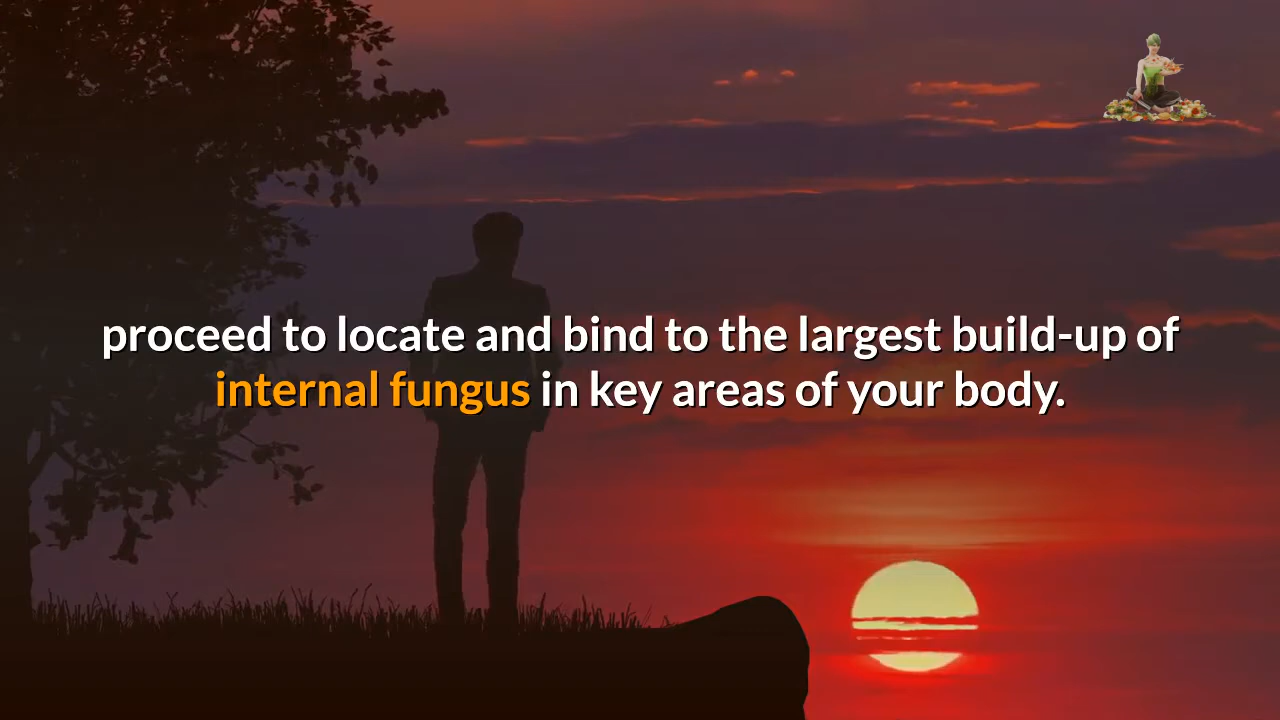 proceed to locate and bind to the largest build-up of
internal fungus in key areas of your body.